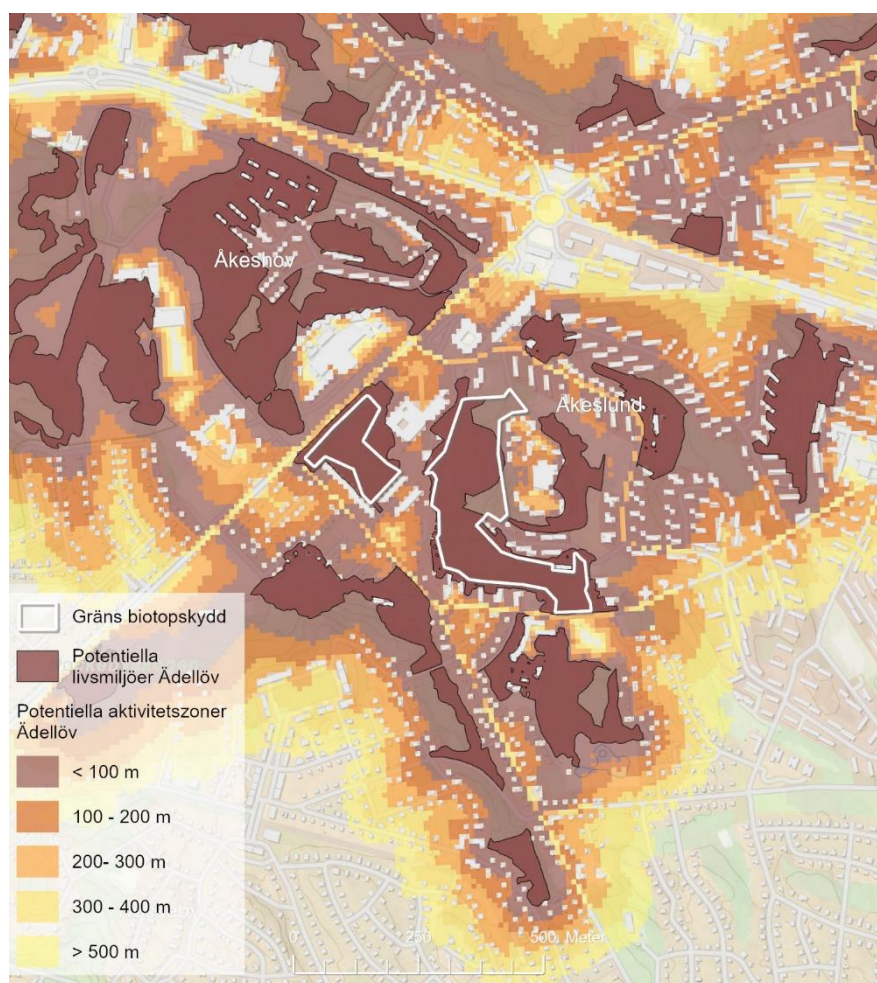 Åkeshov
Åkeslund
Gräns biotopskydd
Potentiella
livsmiljöer Ädellöv
Potentiella aktivitetszoner
Ädellöv
< 100 m
100 - 200 m
200- 300 m
300 - 400 m
> 500 m
0 250 500 Meter